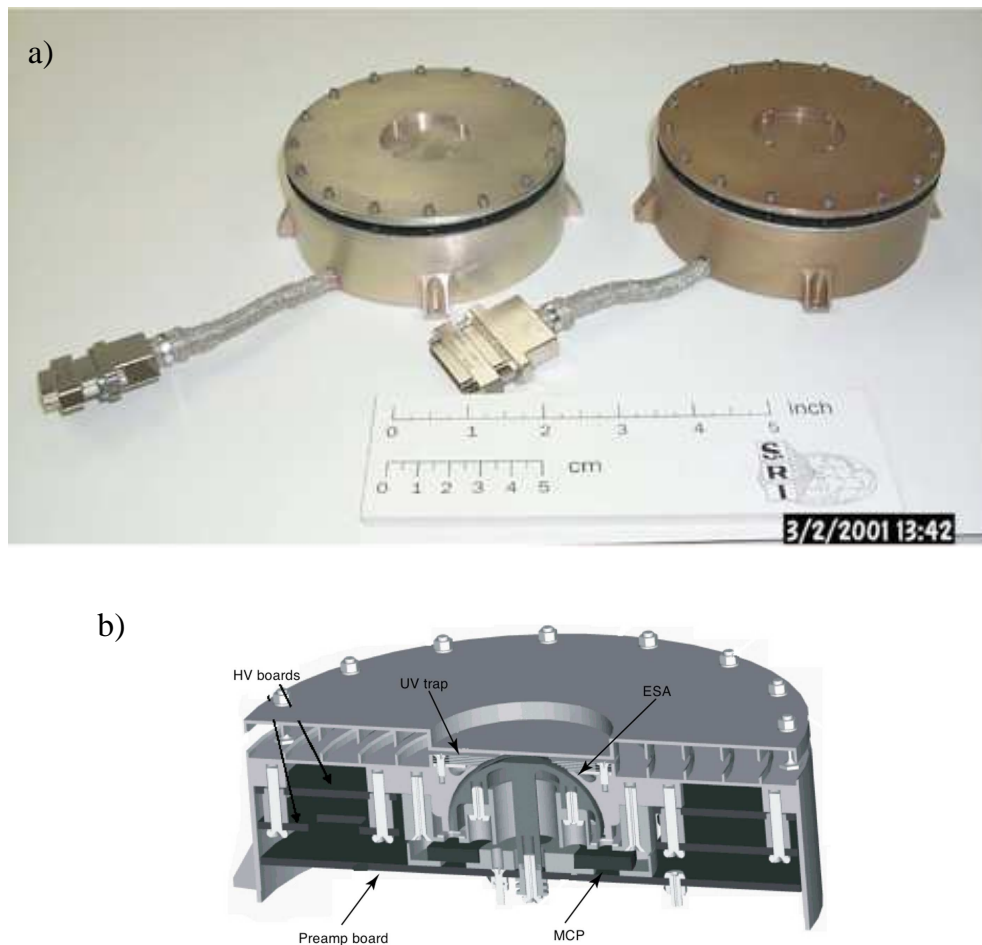 a)
inch
0 1 2 3 4 5
cm
0 1 2 3 4 5
S
R
I
3/2/2001 13:42
b)
HV boards
UV trap
ESA
Preamp board
MCP